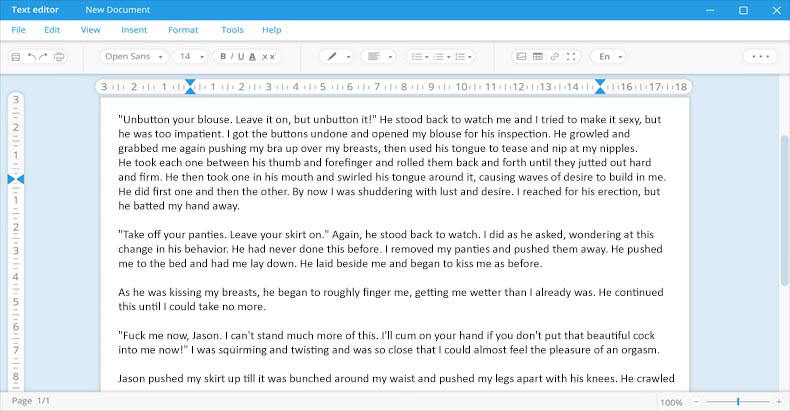 Text editor New Document
File Edit View Insert Format Tools Help
Open Sans 14 B I U A x x² En
3 2 1 1 2 3 4 5 6 7 8 9 10 11 12 13 14 15 16 17 18
3
2
1
1
2
3
4
5
6
7
8
"Unbutton your blouse. Leave it on, but unbutton it!" He stood back to watch me and I tried to make it sexy, but
he was too impatient. I got the buttons undone and opened my blouse for his inspection. He growled and
grabbed me again pushing my bra up over my breasts, then used his tongue to tease and nip at my nipples.
He took each one between his thumb and forefinger and rolled them back and forth until they jutted out hard
and firm. He then took one in his mouth and swirled his tongue around it, causing waves of desire to build in me.
He did first one and then the other. By now I was shuddering with lust and desire. I reached for his erection, but
he batted my hand away.
"Take off your panties. Leave your skirt on." Again, he stood back to watch. I did as he asked, wondering at this
change in his behavior. He had never done this before. I removed my panties and pushed them away. He pushed
me to the bed and had me lay down. He laid beside me and began to kiss me as before.
As he was kissing my breasts, he began to roughly finger me, getting me wetter than I already was. He continued
this until I could take no more.
"Fuck me now, Jason. I can't stand much more of this. I'll cum on your hand if you don't put that beautiful cock
into me now!" I was squirming and twisting and was so close that I could almost feel the pleasure of an orgasm.
Jason pushed my skirt up till it was bunched around my waist and pushed my legs apart with his knees. He crawled
Page 1/1 100%